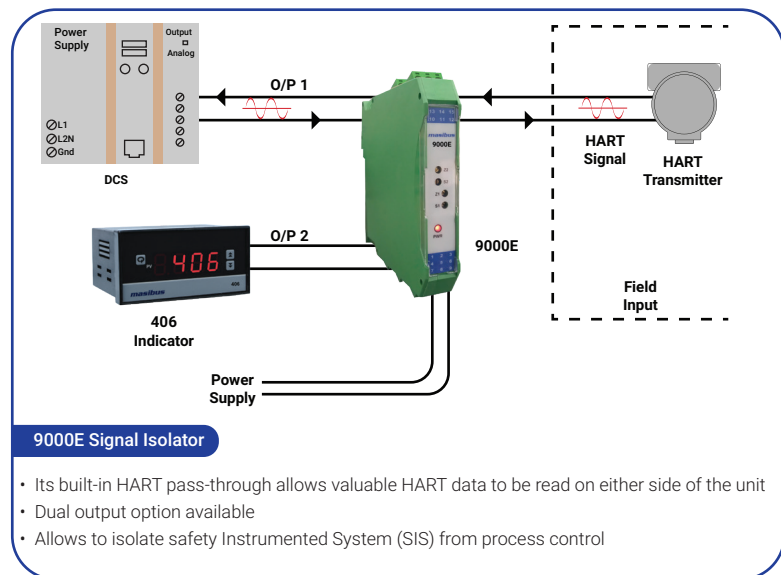 Power
Supply
Output
Analog
L1
L2N
Gnd
DCS
O/P 1
HART
Signal
HART
Transmitter
masibus
9000E
PWR
9000E
O/P 2
PV
406
masibus
406
406
Indicator
Field
Input
Power
Supply
9000E Signal Isolator
• Its built-in HART pass-through allows valuable HART data to be read on either side of the unit
• Dual output option available
• Allows to isolate safety Instrumented System (SIS) from process control